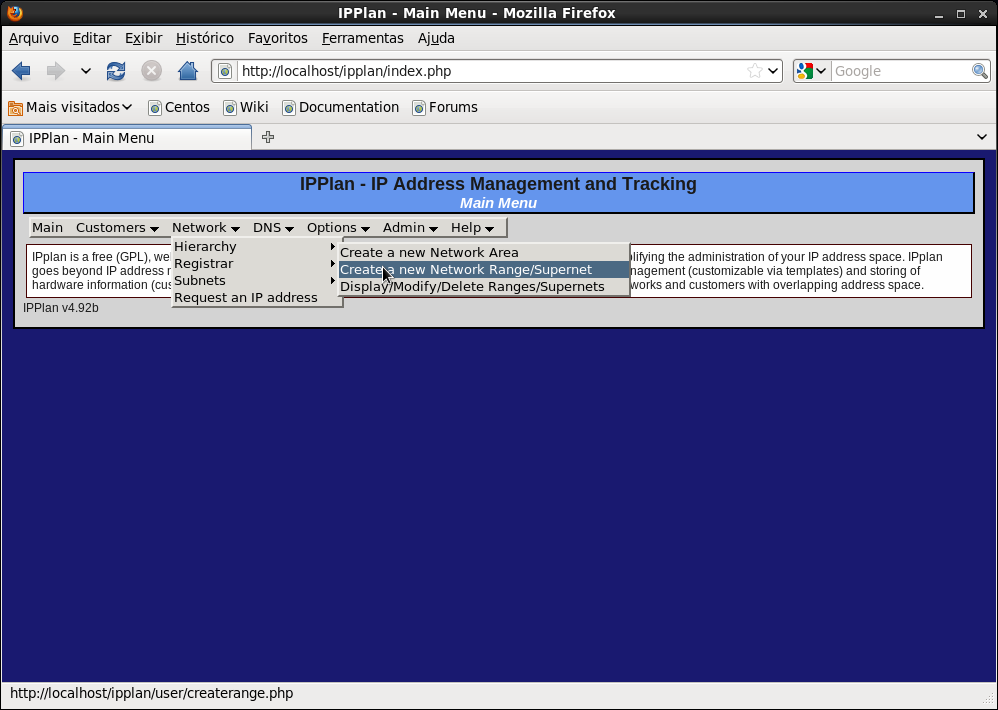 IPPlan - Main Menu - Mozilla Firefox
Arquivo Editar Exibir Histórico Favoritos Ferramentas Ajuda
http://localhost/ipplan/index.php Google
Mais visitados Centos Wiki Documentation Forums
IPPlan - Main Menu
IPPlan - IP Address Management and Tracking
Main Menu
Main Customers Network DNS Options Admin Help
Hierarchy
Registrar
Subnets
Request an IP address
Create a new Network Area
Create a new Network Range/Supernet
Display/Modify/Delete Ranges/Supernets
IPplan is a free (GPL), we lifying the administration of your IP address space. IPplan
goes beyond IP address nagement (customizable via templates) and storing of
hardware information (cus works and customers with overlapping address space.
IPPlan v4.92b
http://localhost/ipplan/user/createrange.php